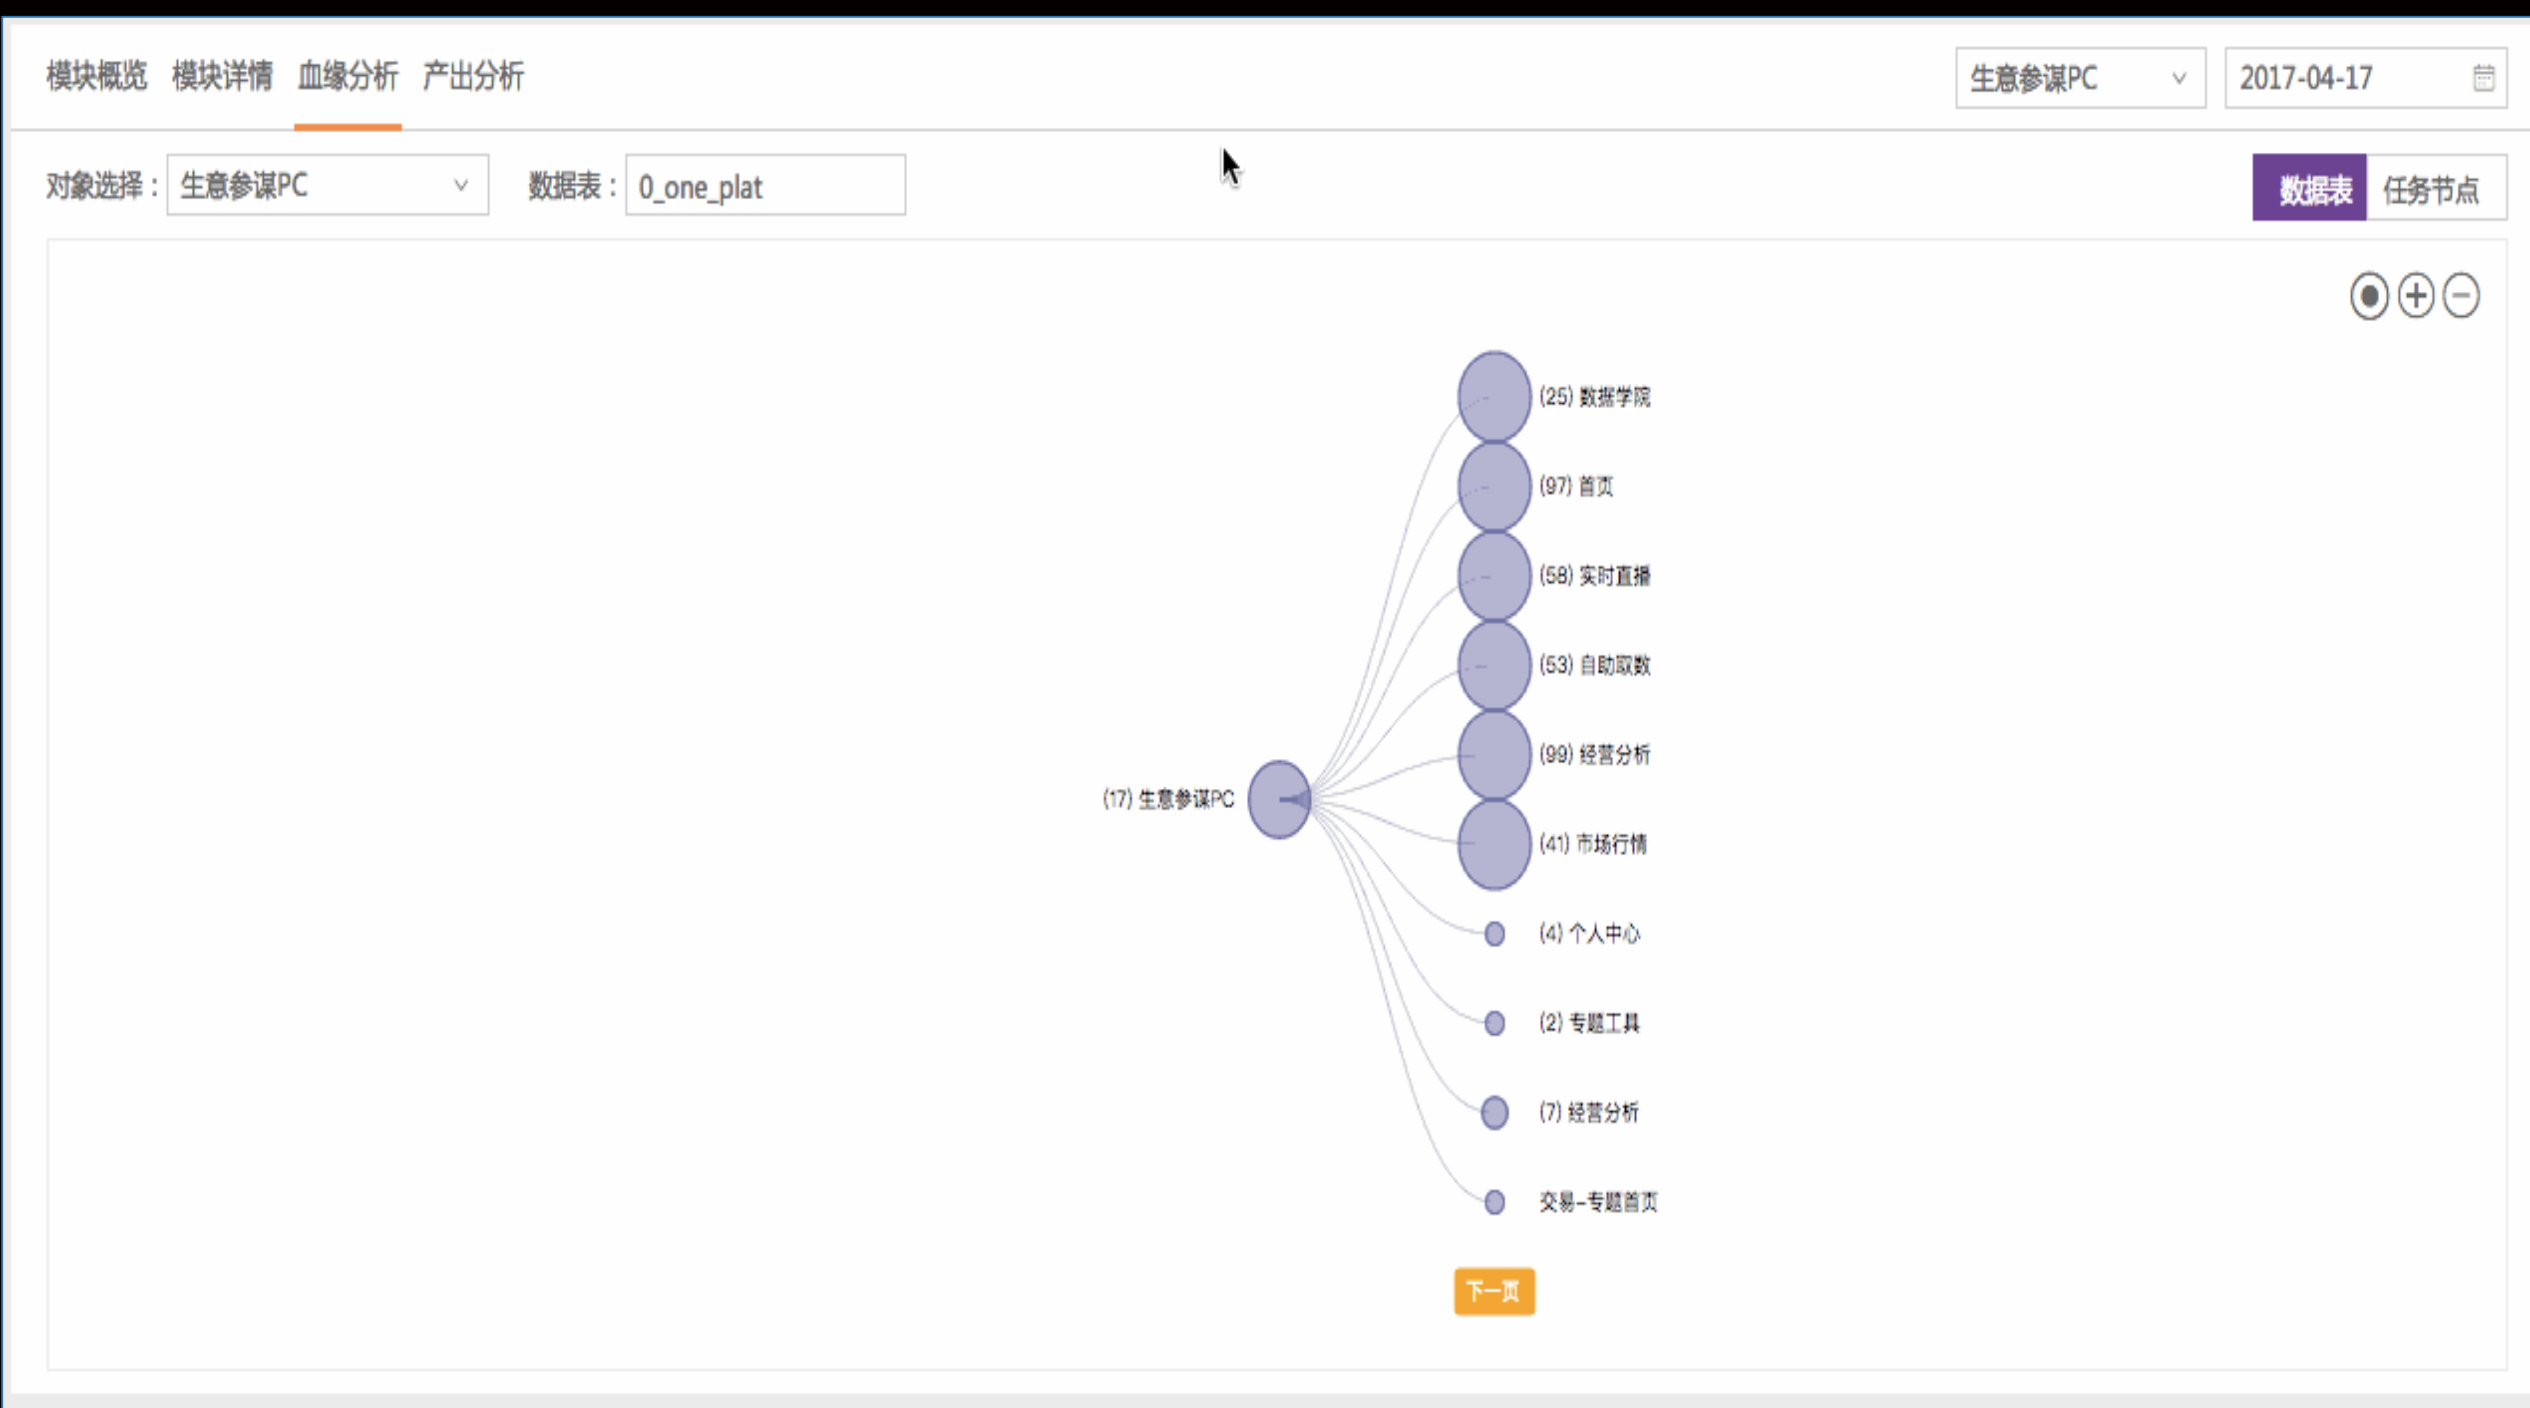 模块概览 模块详情 血缘分析 产出分析 生意参谋PC 2017-04-17
对象选择： 生意参谋PC 数据表： 0_one_plat 数据表 任务节点
(25) 数据学院
(97) 首页
(58) 实时直播
(53) 自助取数
(99) 经营分析
(17) 生意参谋PC
(41) 市场行情
(4) 个人中心
(2) 专题工具
(7) 经营分析
交易-专题首页
下一页